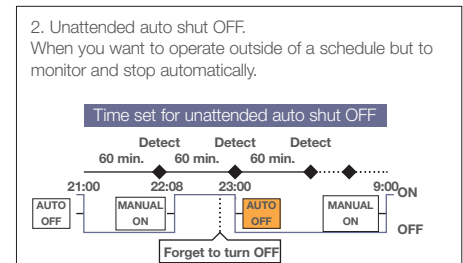 2. Unattended auto shut OFF.
When you want to operate outside of a schedule but to
monitor and stop automatically.
Time set for unattended auto shut OFF
Detect Detect Detect
60 min. 60 min. 60 min.
21:00 22:08 23:00 9:00
ON
AUTO OFF
MANUAL ON
AUTO OFF
MANUAL ON
OFF
Forget to turn OFF